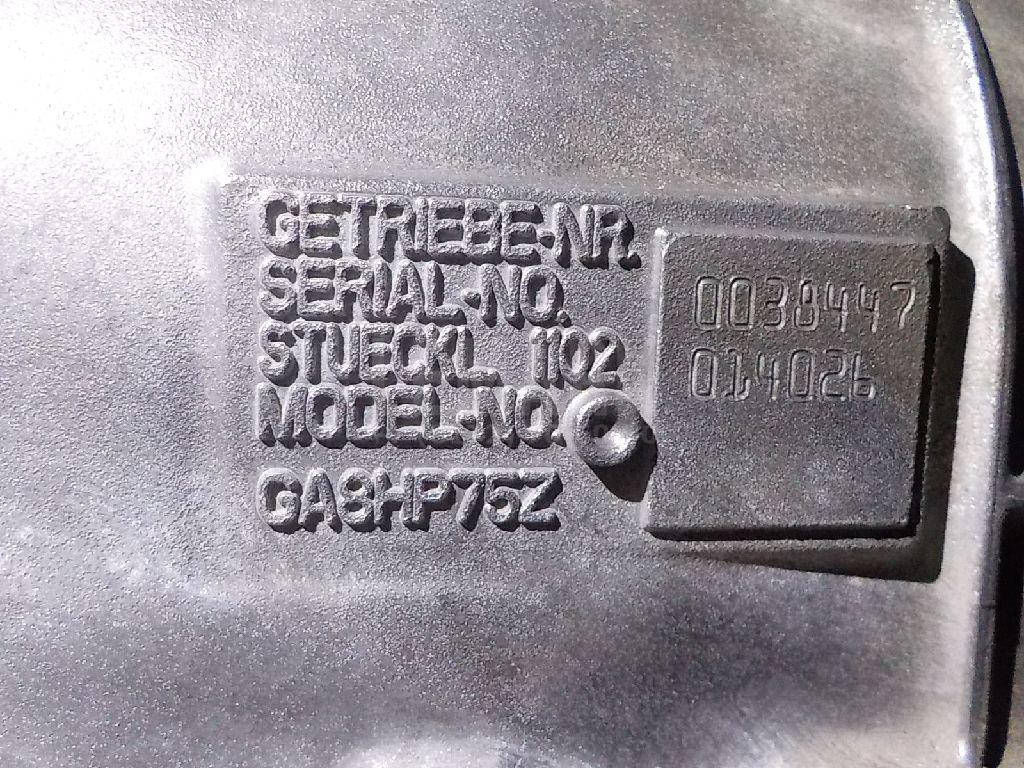 GETRIEBE-NR.
SERIAL-NO.
0038447
STUECKL. 1102
014026
MODEL-NO.
GA8HP75Z